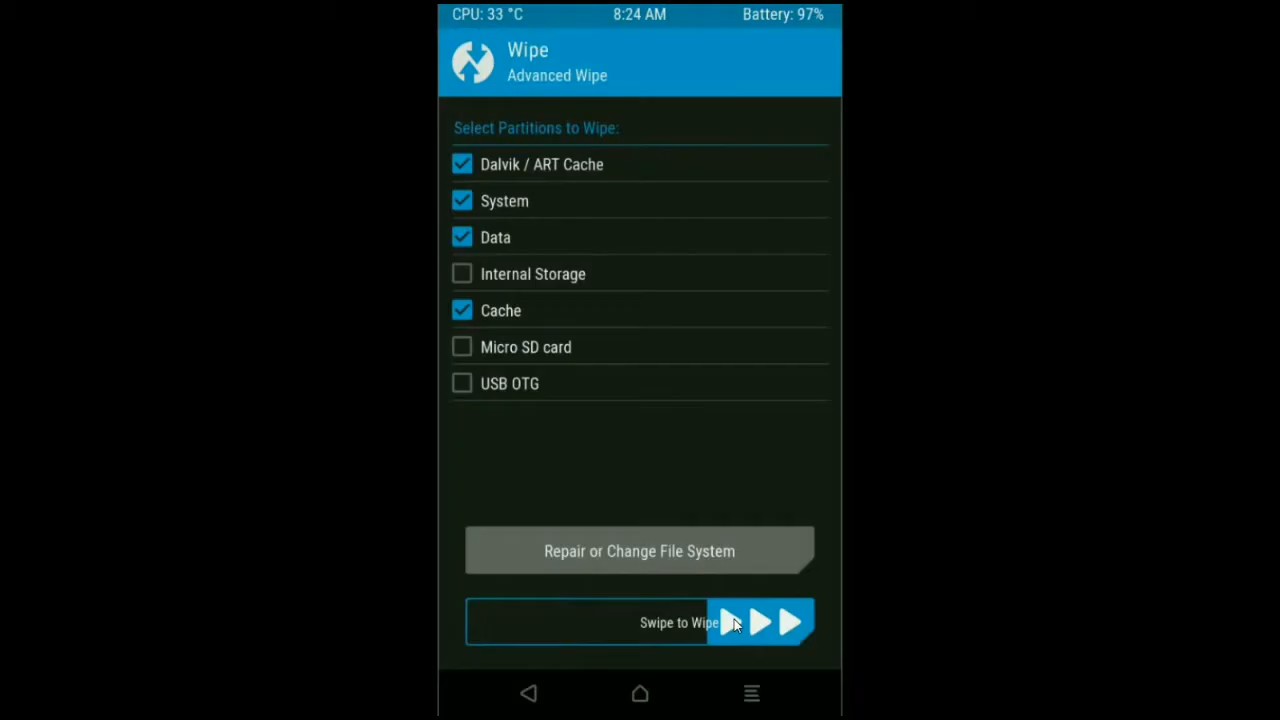 CPU: 33 °C 8:24 AM Battery: 97%
Wipe
Advanced Wipe
Select Partitions to Wipe:
Dalvik / ART Cache
System
Data
Internal Storage
Cache
Micro SD card
USB OTG
Repair or Change File System
Swipe to Wipe